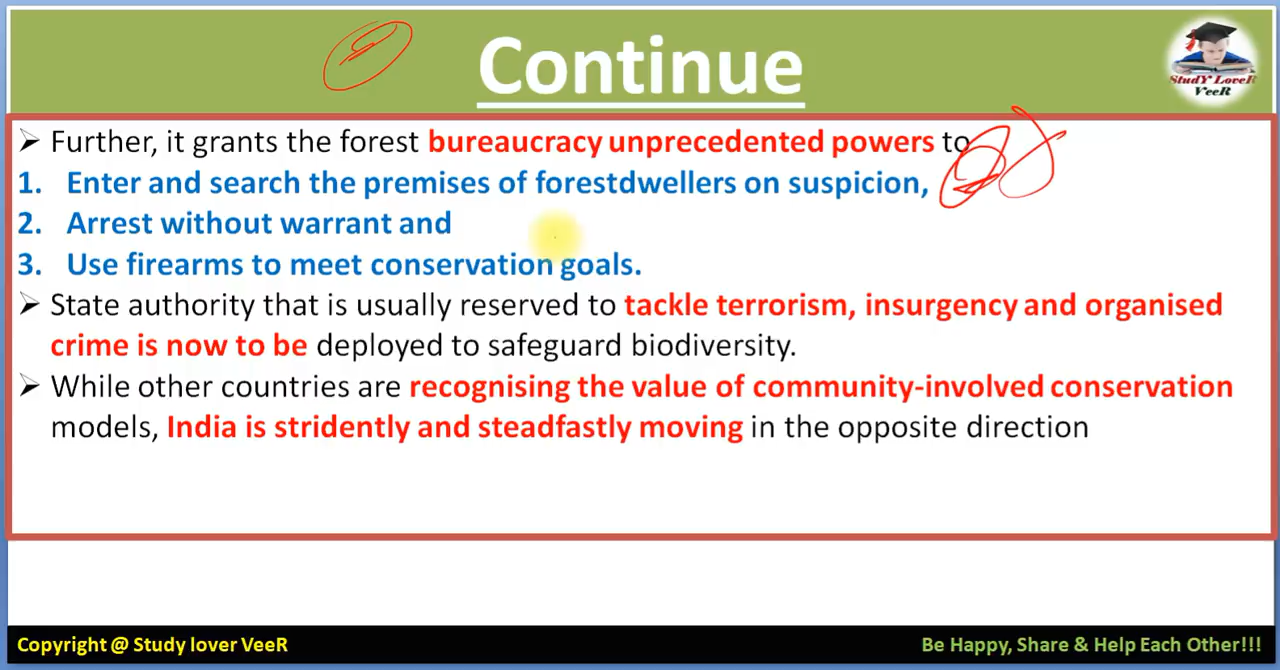 Continue
StudY LoveR
VeeR
➢ Further, it grants the forest bureaucracy unprecedented powers to
1. Enter and search the premises of forestdwellers on suspicion,
2. Arrest without warrant and
3. Use firearms to meet conservation goals.
➢ State authority that is usually reserved to tackle terrorism, insurgency and organised
crime is now to be deployed to safeguard biodiversity.
➢ While other countries are recognising the value of community-involved conservation
models, India is stridently and steadfastly moving in the opposite direction
Copyright @ Study lover VeeR
Be Happy, Share & Help Each Other!!!